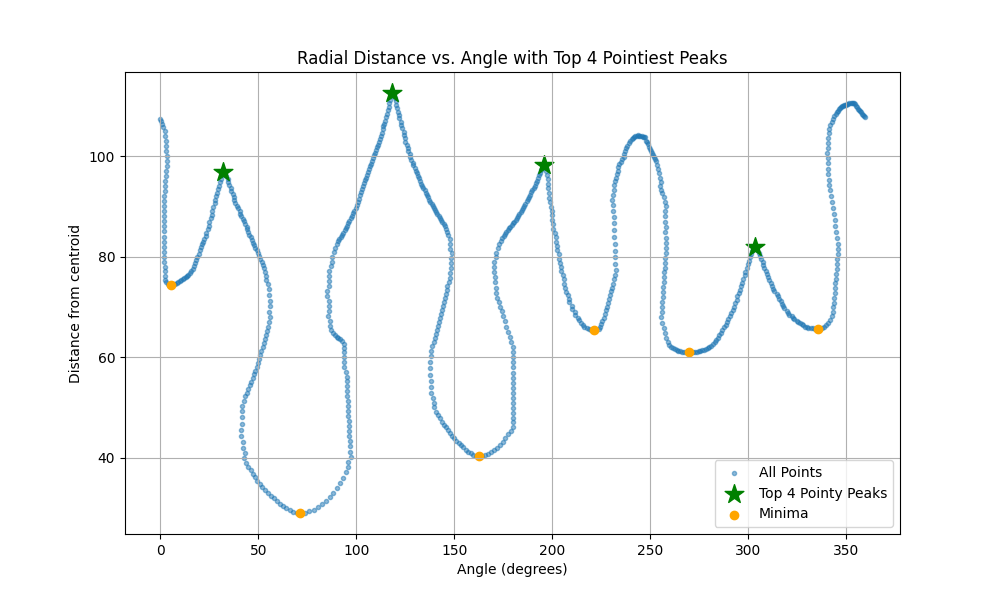 Radial Distance vs. Angle with Top 4 Pointiest Peaks
Distance from centroid
100
80
60
40
0
50
100
150
200
250
300
350
Angle (degrees)
All Points
Top 4 Pointy Peaks
Minima